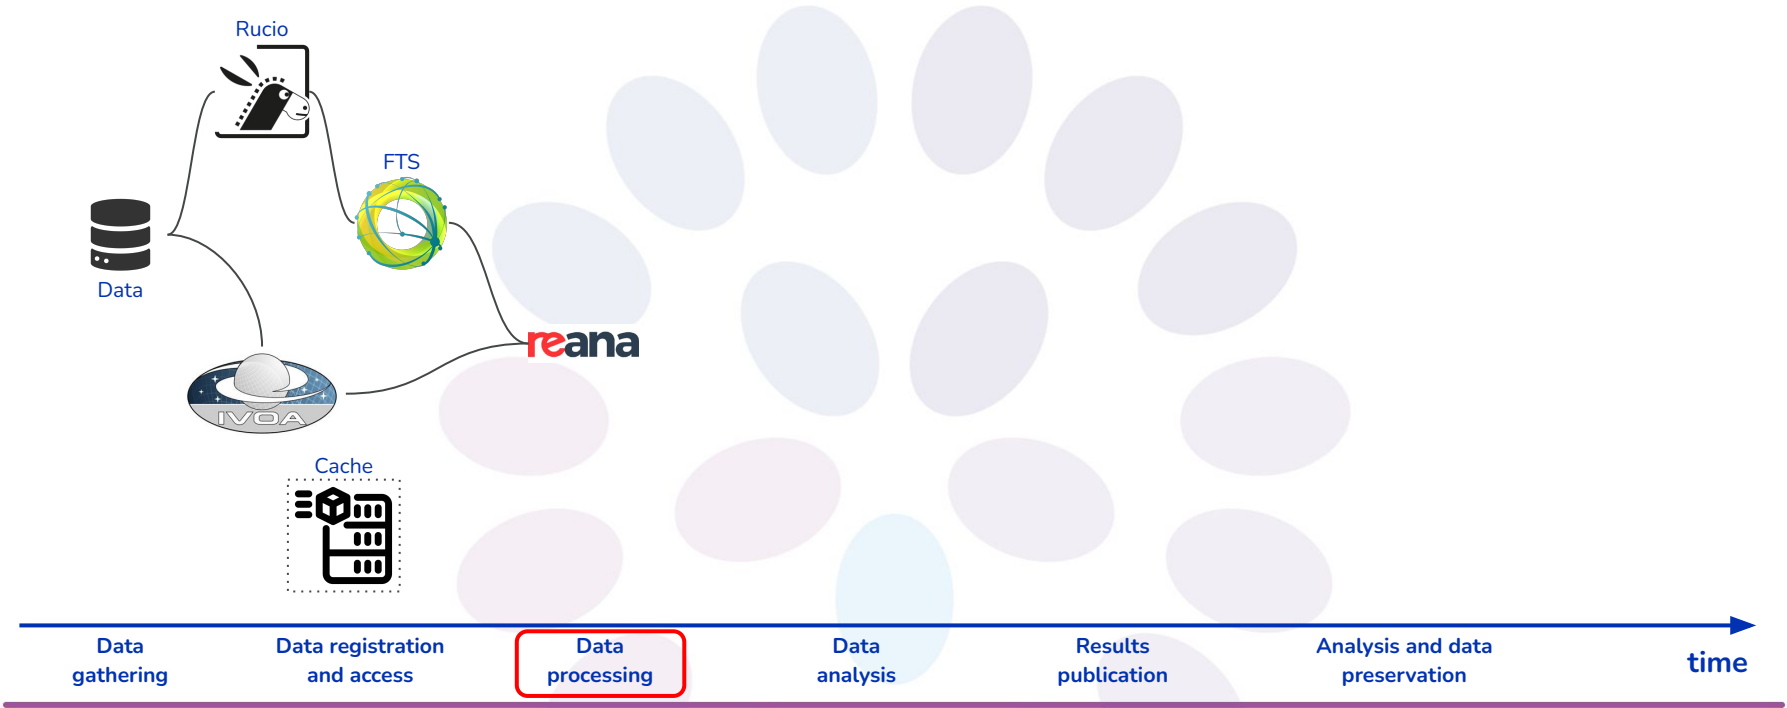 Rucio
FTS
Data
reana
IVOA
Cache
Data gathering
Data registration and access
Data processing
Data analysis
Results publication
Analysis and data preservation
time